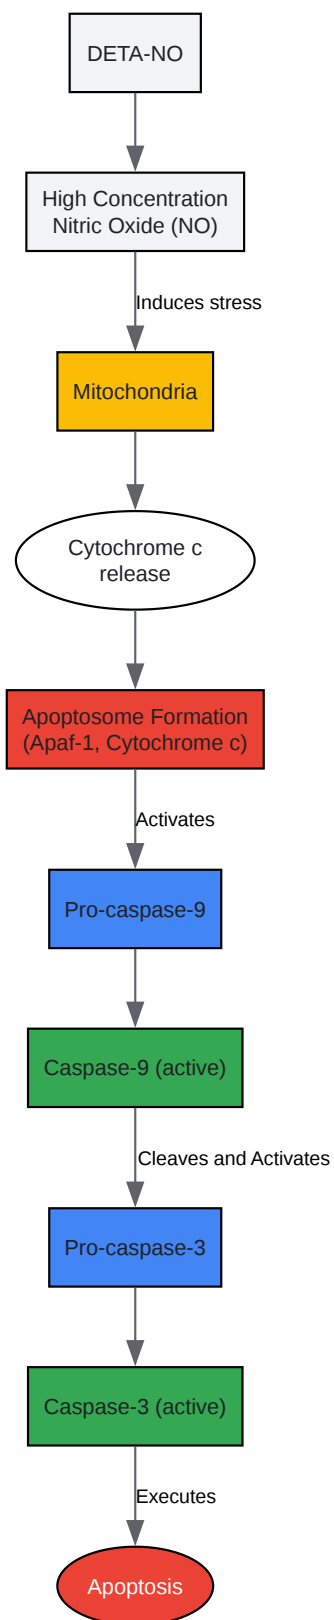 DETA-NO
High Concentration
Nitric Oxide (NO)
Induces stress
Mitochondria
Cytochrome c
release
Apoptosome Formation
(Apaf-1, Cytochrome c)
Activates
Pro-caspase-9
Caspase-9 (active)
Cleaves and Activates
Pro-caspase-3
Caspase-3 (active)
Executes
Apoptosis